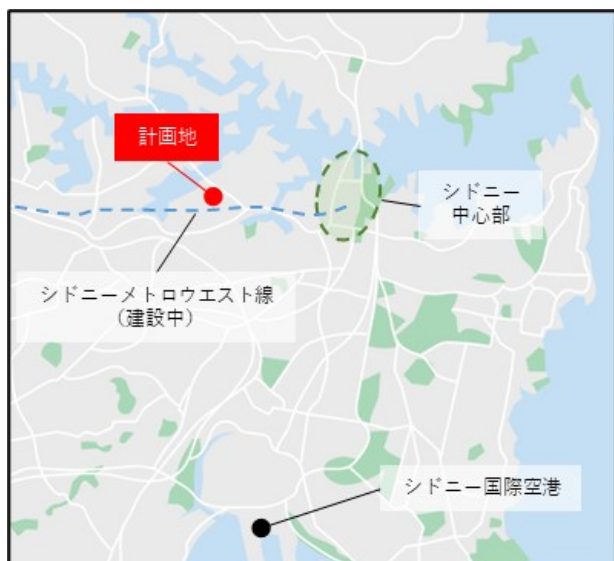 計画地
シドニー
中心部
シドニーメトロウエスト線
（建設中）
シドニー国際空港